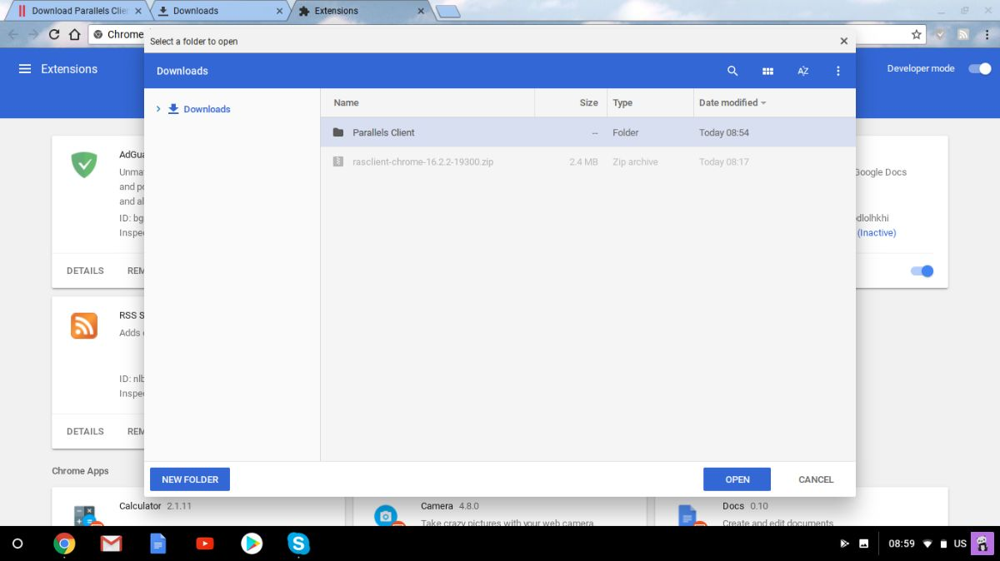 Download Parallels Clie
Downloads
Extensions
Chrome
Select a folder to open
Extensions
Developer mode
Downloads
AZ
Downloads
Name
Size
Type
Date modified
Parallels Client
--
Folder
Today 08:54
rasclient-chrome-16.2.2-19300.zip
2.4 MB
Zip archive
Today 08:17
AdGua
Unma
and po
and al
ID: bg
Inspe
DETAILS
REM
Google Docs
odlolhkhi
(Inactive)
RSS S
Adds
ID: nlb
Inspe
DETAILS
REM
NEW FOLDER
OPEN
CANCEL
Chrome Apps
Calculator 2.1.11
Camera 4.8.0
Take crazy pictures with your web camera.
Docs 0.10
Create and edit documents
08:59
US